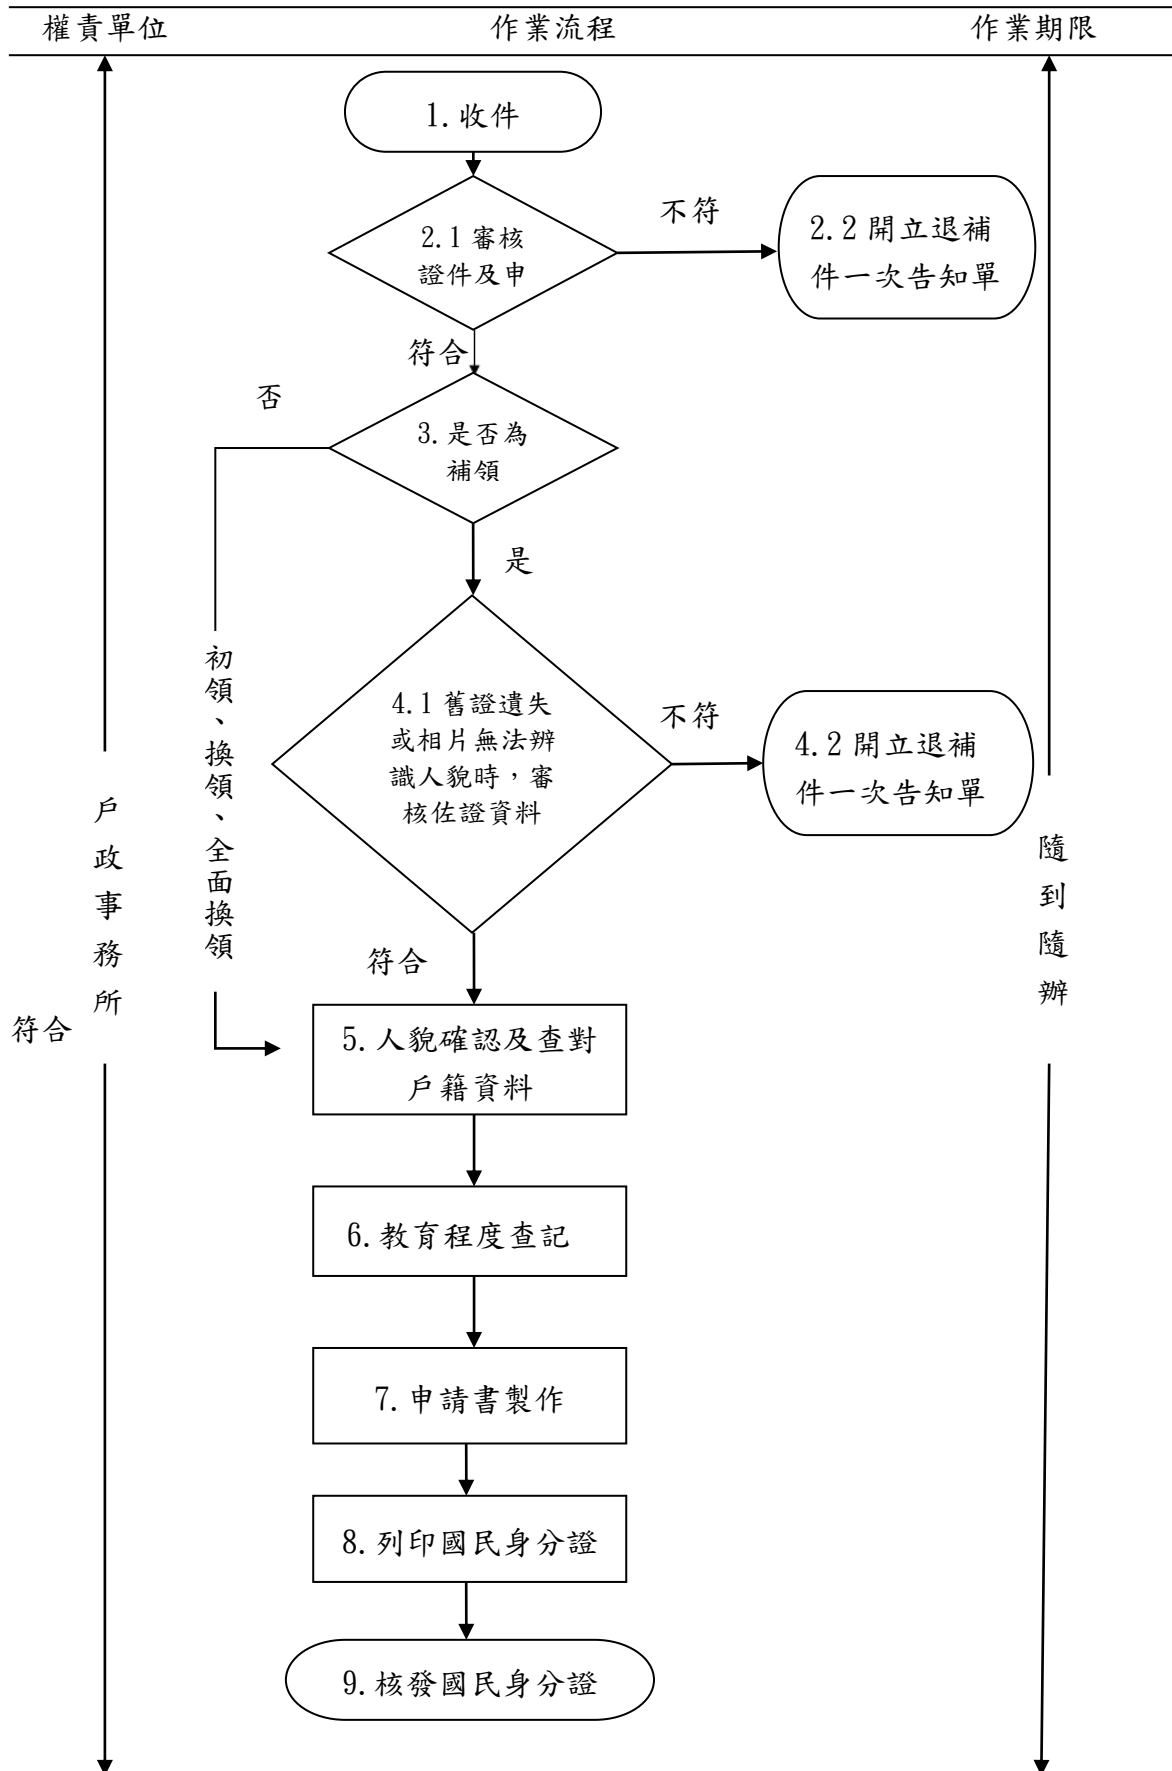 權責單位
作業流程
作業期限
1.收件
2.1 審核
證件及申
不符
2.2 開立退補
件一次告知單
符合
否
3.是否為
補領
是
初領、換領、全面換領
4.1 舊證遺失
或相片無法辨
識人貌時，審
核佐證資料
不符
4.2 開立退補
件一次告知單
戶政事務所
隨到隨辦
符合
符合
5.人貌確認及查對
戶籍資料
6.教育程度查記
7.申請書製作
8.列印國民身分證
9.核發國民身分證